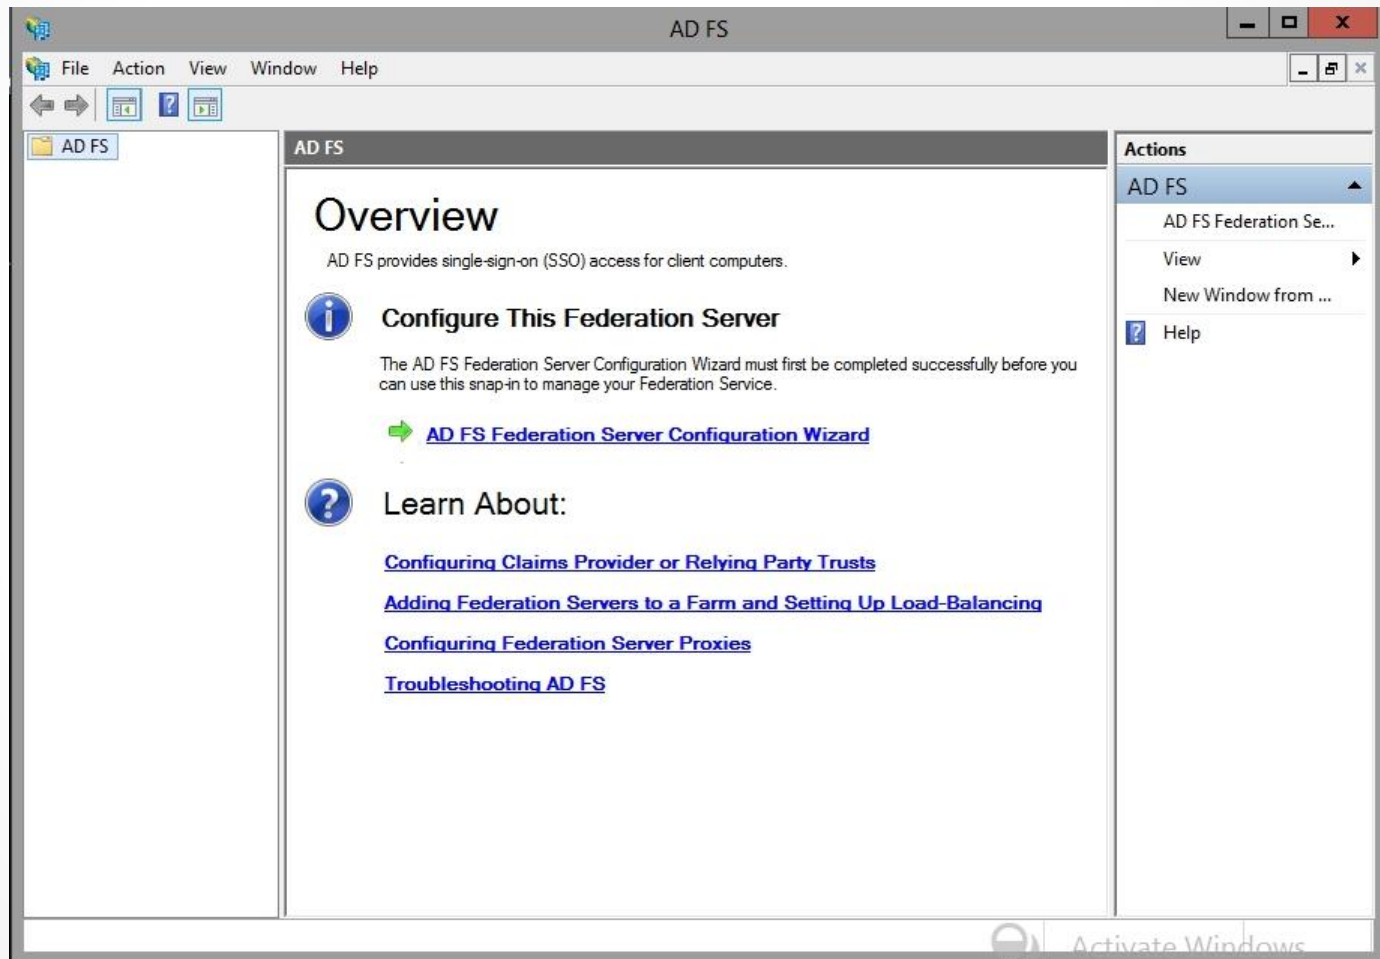 AD FS
File Action View Window Help
AD FS
AD FS
Overview
AD FS provides single-sign-on (SSO) access for client computers.
Configure This Federation Server
The AD FS Federation Server Configuration Wizard must first be completed successfully before you
can use this snap-in to manage your Federation Service.
AD FS Federation Server Configuration Wizard
Learn About:
Configuring Claims Provider or Relying Party Trusts
Adding Federation Servers to a Farm and Setting Up Load-Balancing
Configuring Federation Server Proxies
Troubleshooting AD FS
Actions
AD FS
AD FS Federation Se...
View
New Window from ...
Help
Activate Windows